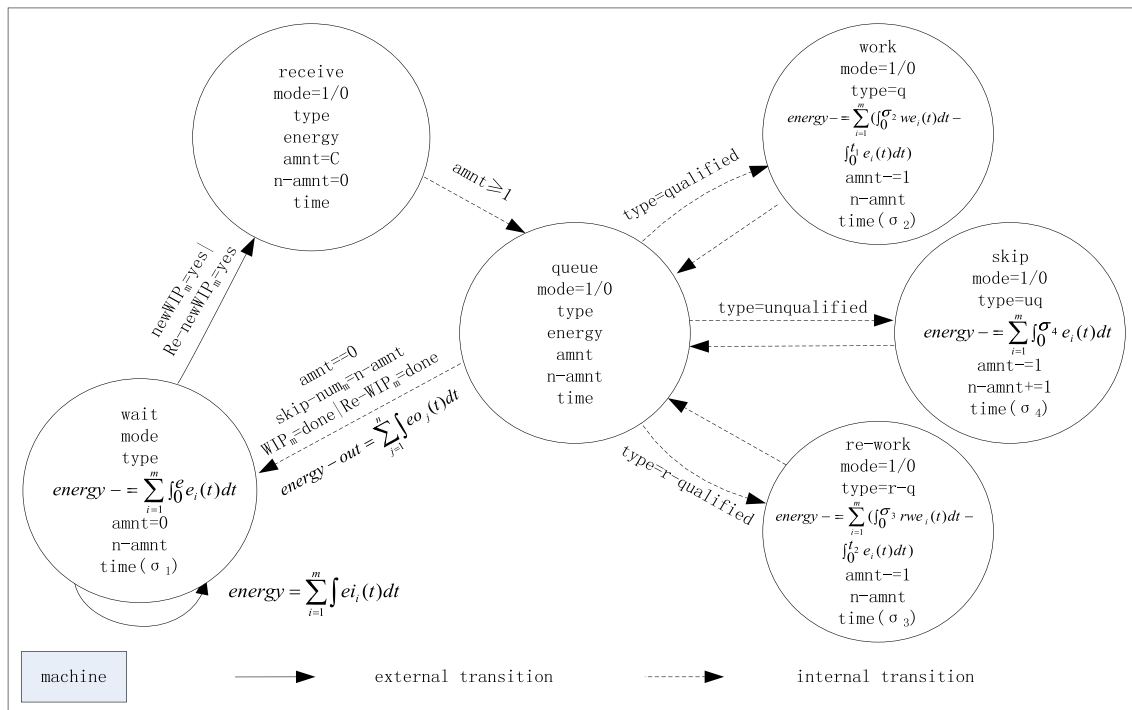 receive
mode=1/0
type
energy
amnt=C
n-amnt=0
time
amnt≥1
newWIPₘ=yes|
Re-newWIPₘ=yes
wait
mode
type
energy − = ∑_{i=1}^{m} ∫_0^e e_i(t)dt
amnt=0
n-amnt
time(σ₁)
energy = ∑_{i=1}^{m} ∫ ei_i(t)dt
amnt==0
skip-numₘ=n-amnt
WIPₘ=done|Re-WIPₘ=done
energy − out = ∑_{j=1}^{n} ∫ eo_j(t)dt
queue
mode=1/0
type
energy
amnt
n-amnt
time
type=qualified
type=unqualified
type=r-qualified
work
mode=1/0
type=q
energy − = ∑_{i=1}^{m} (∫_0^{σ₂} we_i(t)dt −
∫_0^{t₁} e_i(t)dt)
amnt-=1
n-amnt
time(σ₂)
skip
mode=1/0
type=uq
energy − = ∑_{i=1}^{m} ∫_0^{σ₄} e_i(t)dt
amnt-=1
n-amnt+=1
time(σ₄)
re-work
mode=1/0
type=r-q
energy − = ∑_{i=1}^{m} (∫_0^{σ₃} rwe_i(t)dt −
∫_0^{t₂} e_i(t)dt)
amnt-=1
n-amnt
time(σ₃)
machine
external transition
internal transition